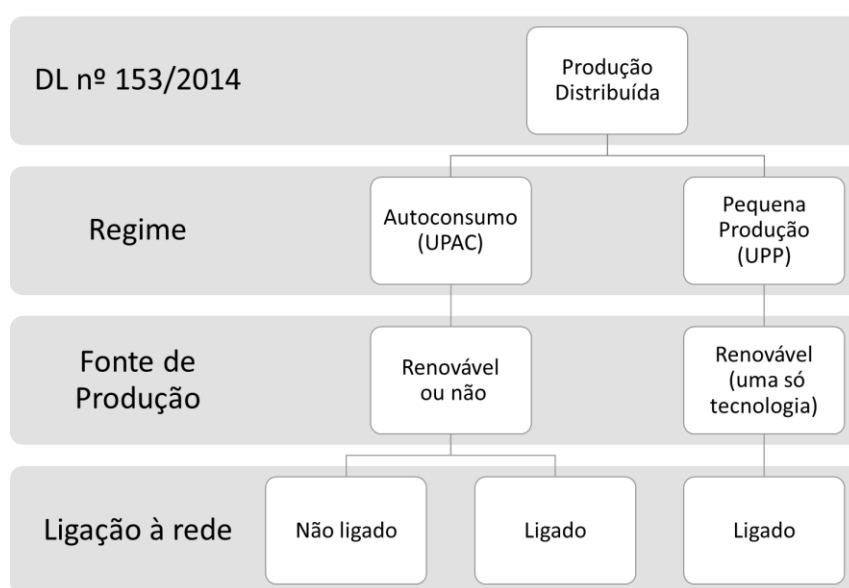 DL nº 153/2014
Produção
Distribuída
Regime
Autoconsumo
(UPAC)
Pequena
Produção
(UPP)
Fonte de
Produção
Renovável
ou não
Renovável
(uma só
tecnologia)
Ligação à rede
Não ligado
Ligado
Ligado